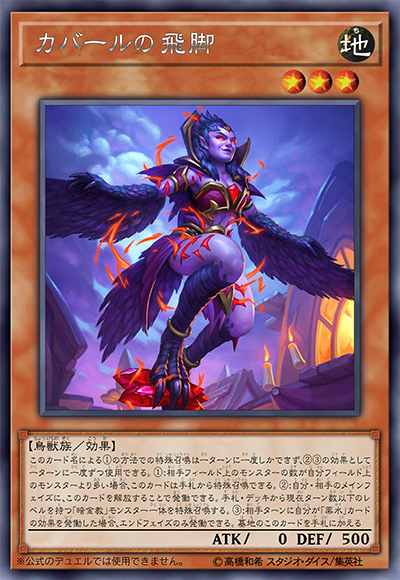 カバールの飛脚
地
【鳥獣族／効果】
このカード名による①の方法での特殊召喚は一ターンに一度しかできず、②③の効果として
一ターンに一度ずつ使用できる。①:相手フィールド上のモンスターの数が自分フィールド上
のモンスターより多い場合、このカードは手札から特殊召喚できる。②:自分・相手のメイン
フェイズに、このカードを解放することで発動できる。手札・デッキから現在ターン数以下のレ
ベルを持つ「暗金教」モンスター一体を特殊召喚する。③:相手ターンに自分が「薬水」カード
の効果を発動した場合、エンドフェイズのみ発動できる。墓地のこのカードを手札に加える
ATK/ 0 DEF/ 500
※公式のデュエルでは使用できません。 ©高橋和希 スタジオ・ダイス/集英社